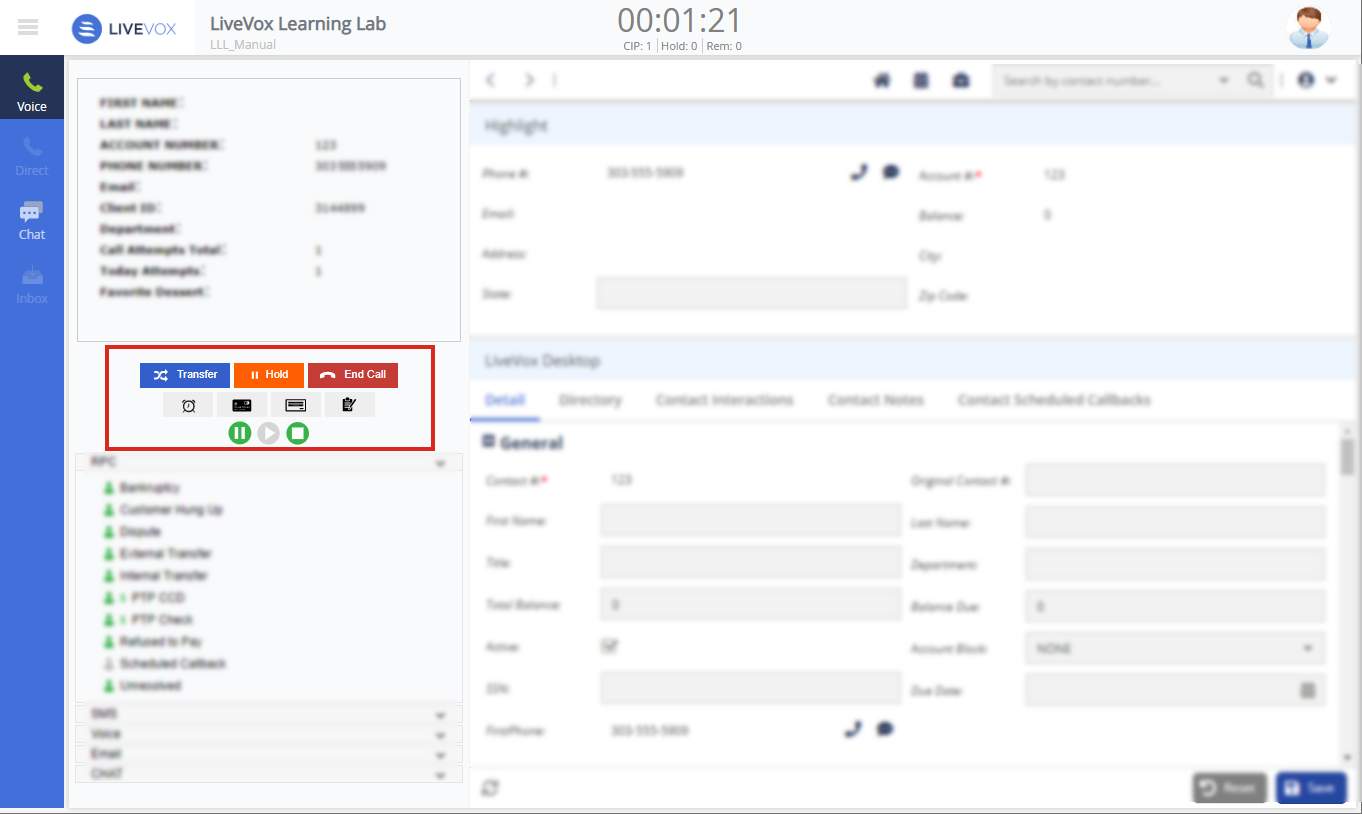 LIVEVOX
LiveVox Learning Lab
LLL_Manual
00:01:21
CIP: 1 | Hold: 0 | Rem: 0
Voice
Direct
Chat
Inbox
FIRST NAME:
LAST NAME:
ACCOUNT NUMBER: 123
PHONE NUMBER:
Email:
Client ID: 3144899
Department:
Call Attempts Total: 1
Today Attempts: 1
Favorite Dessert:
Transfer
Hold
End Call
RPC
Bankruptcy
Customer Hung Up
Dispute
External Transfer
Internal Transfer
$ PTP CCD
$ PTP Check
Refused to Pay
Scheduled Callback
Unresolved
SMS
Voice
Email
CHAT
Search by contact number...
Highlight
Phone #: 303-555-5909 Account #:* 123
Email: Balance: 0
Address: City:
State: Zip Code:
LiveVox Desktop
Detail Directory Contact Interactions Contact Notes Contact Scheduled Callbacks
General
Contact #:* 123 Original Contact #:
First Name: Last Name:
Title: Department:
Total Balance: 0 Balance Due: 0
Active: Account Block: NONE
SSN: Due Date:
FirstPhone: 303-555-5909
Reset Save